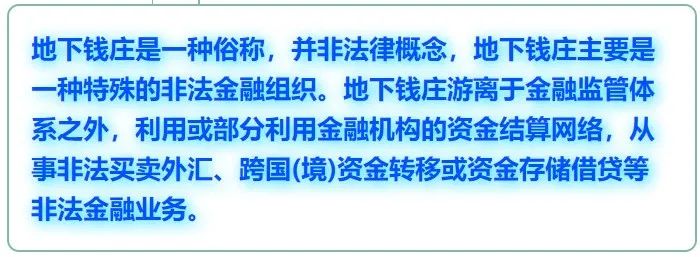 地下钱庄是一种俗称，并非法律概念，地下钱庄主要是
一种特殊的非法金融组织。地下钱庄游离于金融监管体
系之外，利用或部分利用金融机构的资金结算网络，从
事非法买卖外汇、跨国(境)资金转移或资金存储借贷等
非法金融业务。